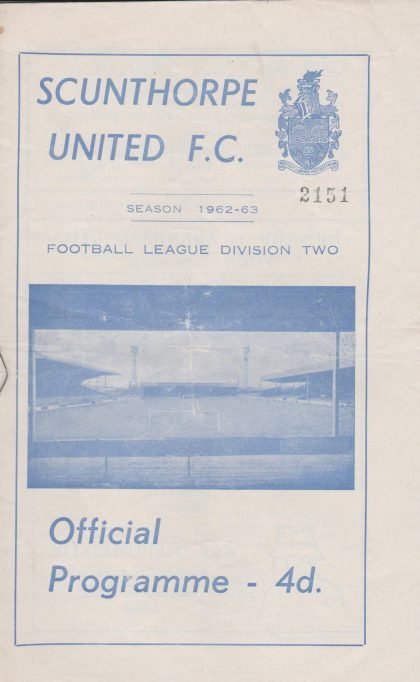 SCUNTHORPE
UNITED F.C.
2151
SEASON 1962-63
FOOTBALL LEAGUE DIVISION TWO
Official
Programme - 4d.